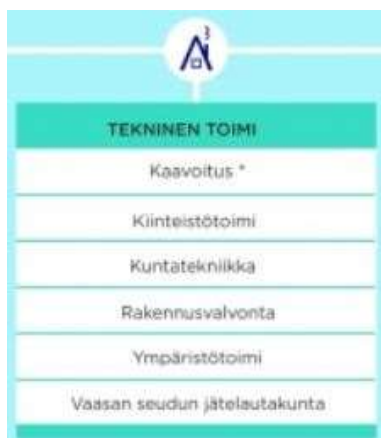 TEKNINEN TOIMI
Kaavoitus *
Kiinteistötoimi
Kuntatekniikka
Rakennusvalvonta
Ympäristötoimi
Vaasan seudun jätelautakunta